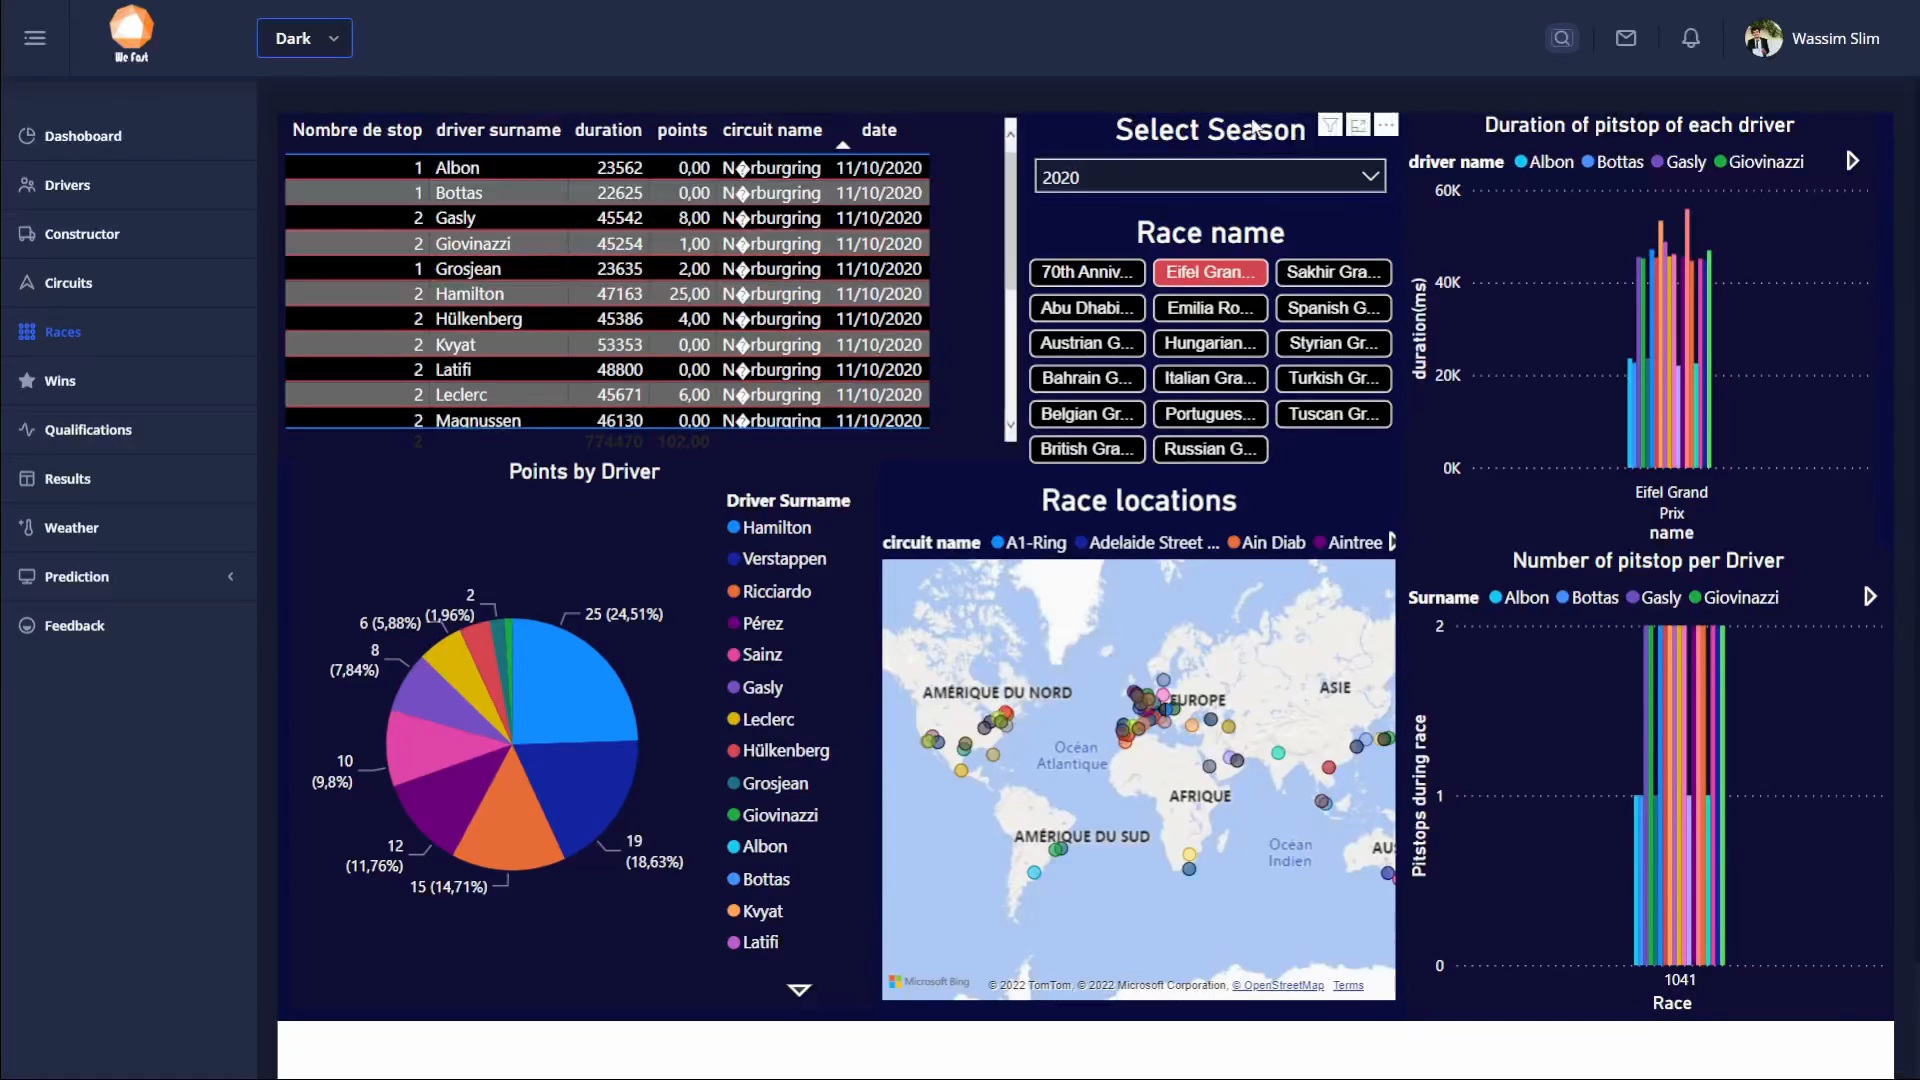 We Fast
Dark
Wassim Slim
Dashoboard
Drivers
Constructor
Circuits
Races
Wins
Qualifications
Results
Weather
Prediction
Feedback
Nombre de stop driver surname duration points circuit name date
1 Albon 23562 0,00 N�rburgring 11/10/2020
1 Bottas 22625 0,00 N�rburgring 11/10/2020
2 Gasly 45542 8,00 N�rburgring 11/10/2020
2 Giovinazzi 45254 1,00 N�rburgring 11/10/2020
1 Grosjean 23635 2,00 N�rburgring 11/10/2020
2 Hamilton 47163 25,00 N�rburgring 11/10/2020
2 Hülkenberg 45386 4,00 N�rburgring 11/10/2020
2 Kvyat 53353 0,00 N�rburgring 11/10/2020
2 Latifi 48800 0,00 N�rburgring 11/10/2020
2 Leclerc 45671 6,00 N�rburgring 11/10/2020
2 Magnussen 46130 0,00 N�rburgring 11/10/2020
2 774470 102,00
Select Season
2020
Race name
70th Anniv... Eifel Gran... Sakhir Gra...
Abu Dhabi... Emilia Ro... Spanish G...
Austrian G... Hungarian... Styrian Gr...
Bahrain G... Italian Gra... Turkish Gr...
Belgian Gr... Portugues... Tuscan Gr...
British Gra... Russian G...
Duration of pitstop of each driver
driver name Albon Bottas Gasly Giovinazzi
60K
40K
20K
0K
duration(ms)
Eifel Grand
Prix
name
Points by Driver
2
(1,96%)
6 (5,88%)
8
(7,84%)
10
(9,8%)
12
(11,76%)
15 (14,71%)
19
(18,63%)
25 (24,51%)
Driver Surname
Hamilton
Verstappen
Ricciardo
Pérez
Sainz
Gasly
Leclerc
Hülkenberg
Grosjean
Giovinazzi
Albon
Bottas
Kvyat
Latifi
Race locations
circuit name A1-Ring Adelaide Street ... Ain Diab Aintree
AMÉRIQUE DU NORD
EUROPE
ASIE
Océan
Atlantique
AFRIQUE
AMÉRIQUE DU SUD
Océan
Indien
AUS
Microsoft Bing
© 2022 TomTom, © 2022 Microsoft Corporation, © OpenStreetMap Terms
Number of pitstop per Driver
Surname Albon Bottas Gasly Giovinazzi
2
1
0
Pitstops during race
1041
Race